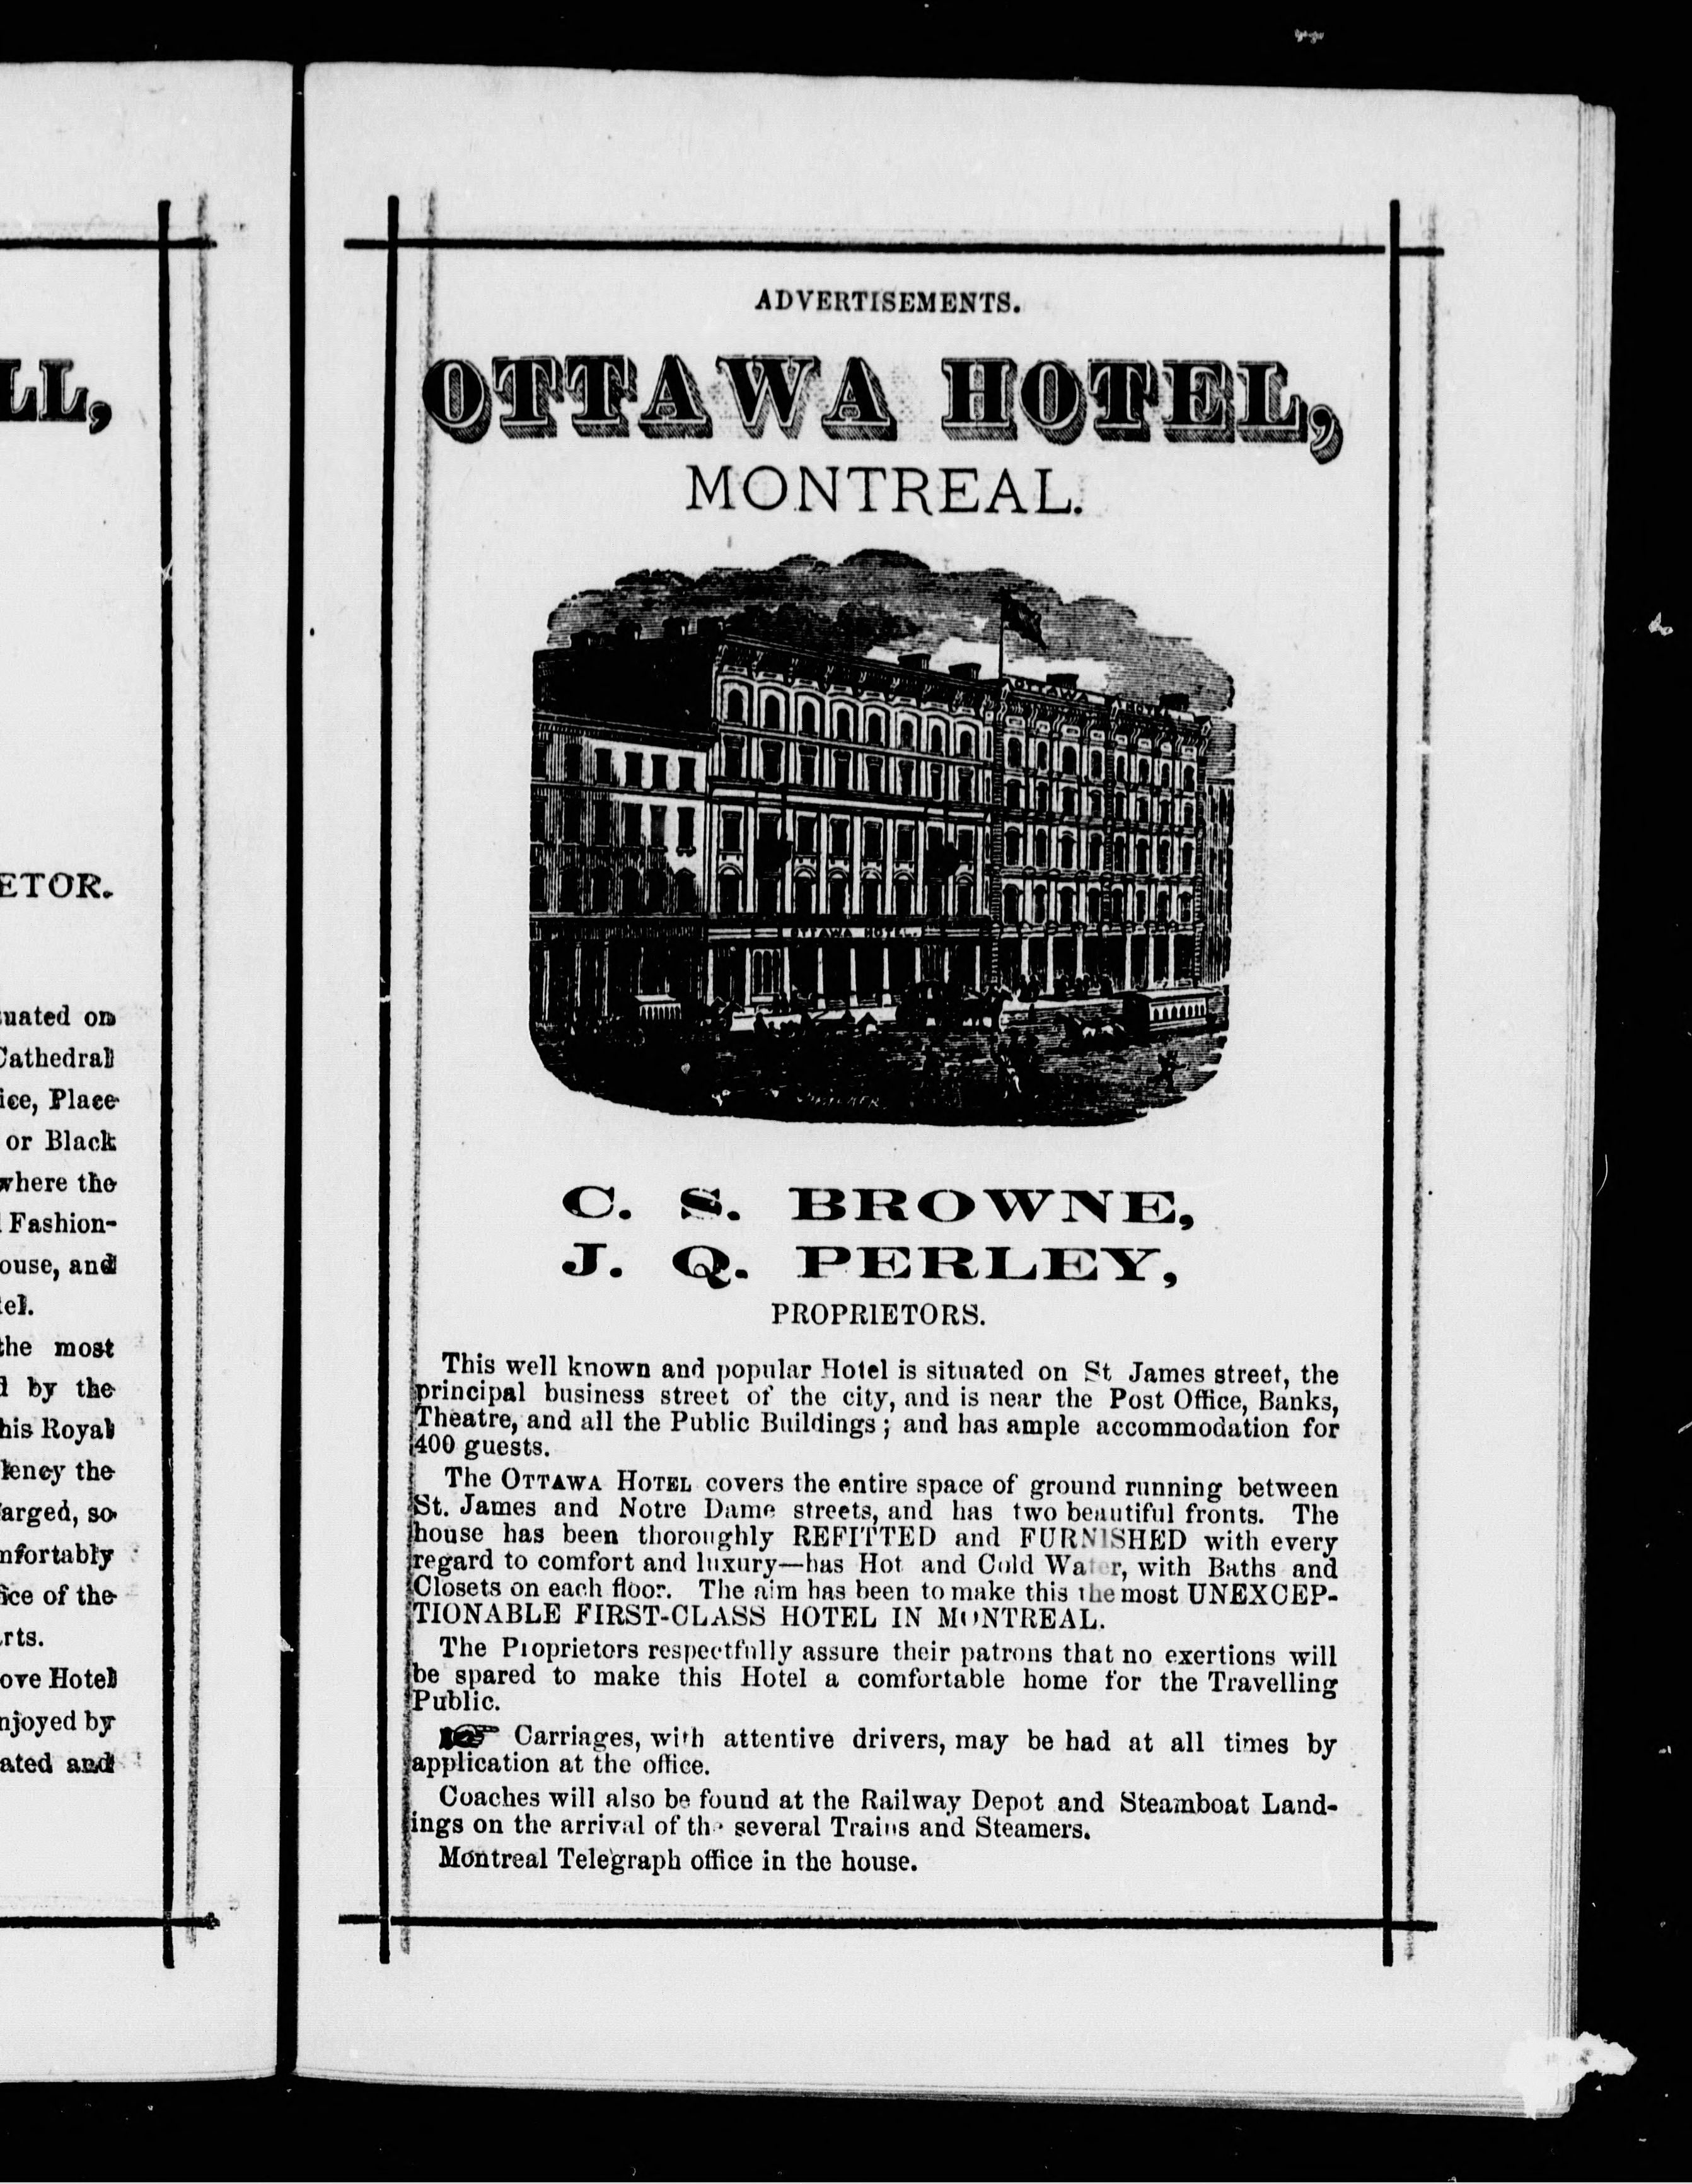 LL,
ETOR.
uated on
Cathedral
ice, Place
or Black
where the
Fashion-
ouse, and
tel.
the most
d by the
his Royal
lency the
arged, so
mfortably
fice of the
rts.
ove Hotel
njoyed by
ated and
ADVERTISEMENTS.
OTTAWA HOTEL,
MONTREAL.
OTTAWA HOTEL
OTTAWA HOTEL.
C. S. BROWNE,
J. Q. PERLEY,
PROPRIETORS.
This well known and popular Hotel is situated on St James street, the
principal business street of the city, and is near the Post Office, Banks,
Theatre, and all the Public Buildings; and has ample accommodation for
400 guests.
The OTTAWA HOTEL covers the entire space of ground running between
St. James and Notre Dame streets, and has two beautiful fronts. The
house has been thoroughly REFITTED and FURNISHED with every
regard to comfort and luxury—has Hot and Cold Water, with Baths and
Closets on each floor. The aim has been to make this the most UNEXCEP-
TIONABLE FIRST-CLASS HOTEL IN MONTREAL.
The Proprietors respectfully assure their patrons that no exertions will
be spared to make this Hotel a comfortable home for the Travelling
Public.
☞ Carriages, with attentive drivers, may be had at all times by
application at the office.
Coaches will also be found at the Railway Depot and Steamboat Land-
ings on the arrival of the several Trains and Steamers.
Montreal Telegraph office in the house.